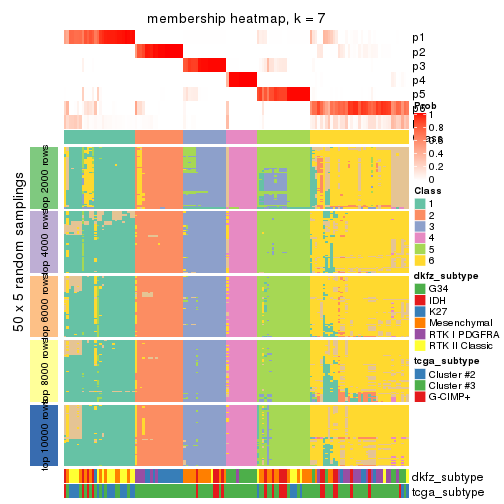 membership heatmap, k = 7
p1
p2
p3
p4
p5
p6
Prob
1
0.8
0.6
0.4
0.2
0
Class
1
2
3
4
5
6
dkfz_subtype
G34
IDH
K27
Mesenchymal
RTK I PDGFRA
RTK II Classic
tcga_subtype
Cluster #2
Cluster #3
G-CIMP+
50 x 5 random samplings
top 2000 rows
top 4000 rows
top 6000 rows
top 8000 rows
top 10000 rows
dkfz_subtype
tcga_subtype